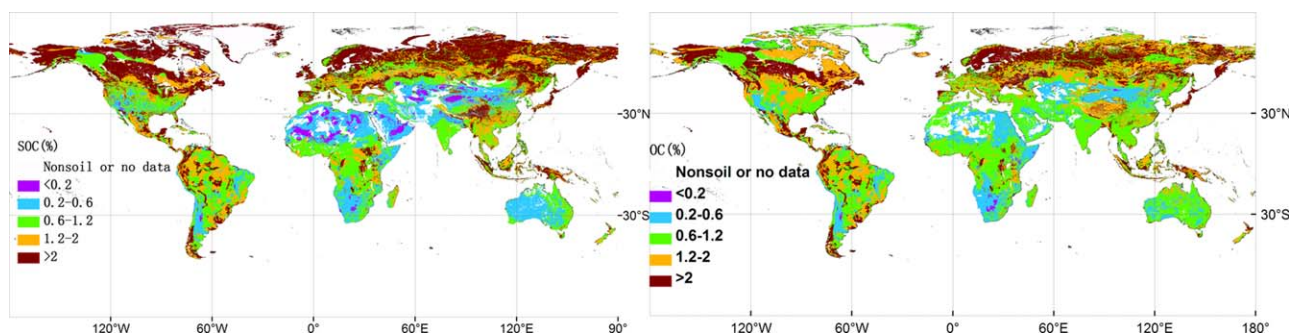 SOC(%)
Nonsoil or no data
<0.2
0.2-0.6
0.6-1.2
1.2-2
>2
120°W 60°W 0° 60°E 120°E 90°
30°N
30°S
OC(%)
Nonsoil or no data
<0.2
0.2-0.6
0.6-1.2
1.2-2
>2
120°W 60°W 0° 60°E 120°E 180°
30°N
30°S